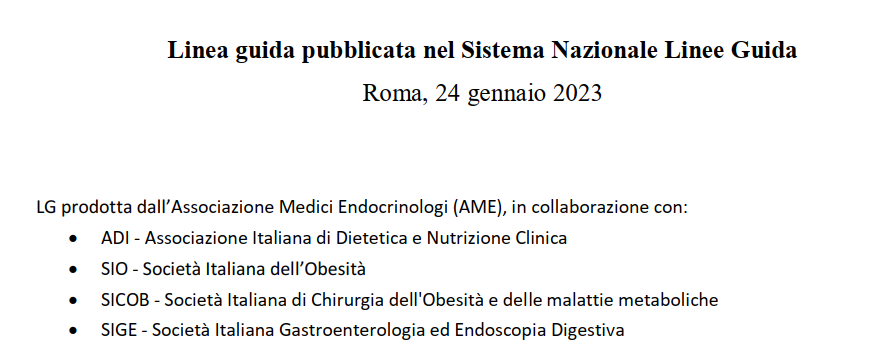 Linea guida pubblicata nel Sistema Nazionale Linee Guida
Roma, 24 gennaio 2023
LG prodotta dall’Associazione Medici Endocrinologi (AME), in collaborazione con:
• ADI - Associazione Italiana di Dietetica e Nutrizione Clinica
• SIO - Società Italiana dell’Obesità
• SICOB - Società Italiana di Chirurgia dell'Obesità e delle malattie metaboliche
• SIGE - Società Italiana Gastroenterologia ed Endoscopia Digestiva